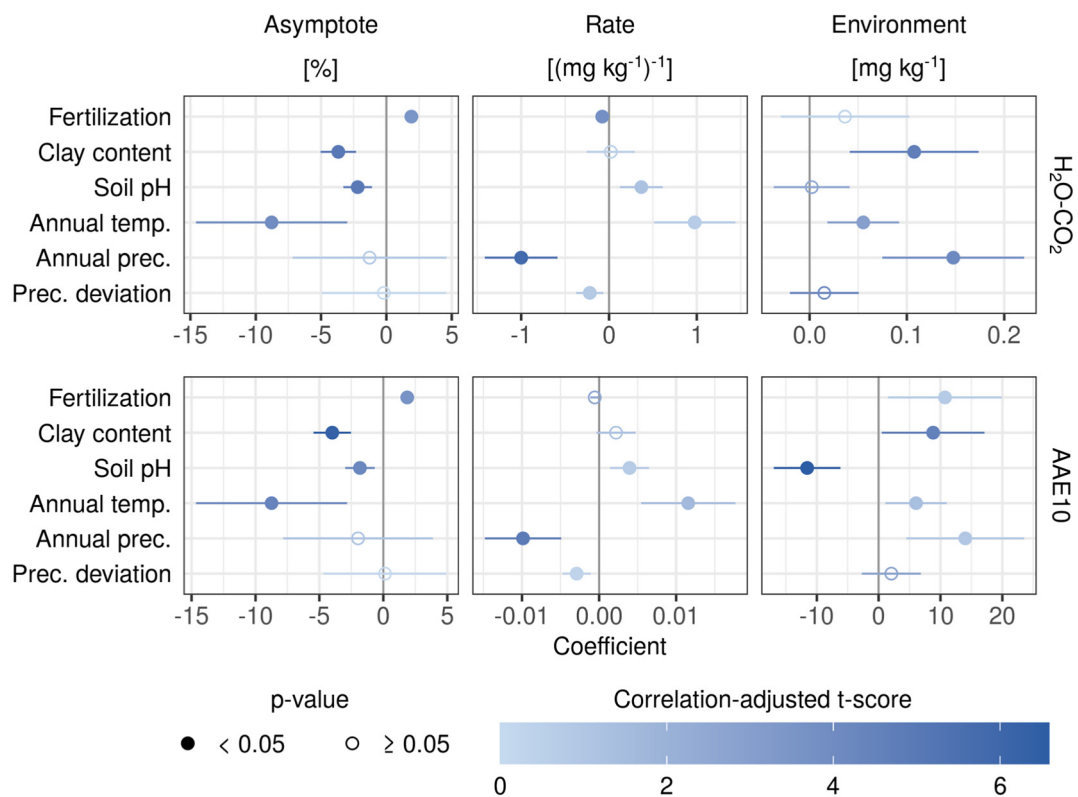 Asymptote Rate Environment
[%] [(mg kg⁻¹)⁻¹] [mg kg⁻¹]
Fertilization
Clay content
Soil pH
Annual temp.
Annual prec.
Prec. deviation
H₂O-CO₂
-15 -10 -5 0 5 -1 0 1 0.0 0.1 0.2
Fertilization
Clay content
Soil pH
Annual temp.
Annual prec.
Prec. deviation
AAE10
-15 -10 -5 0 5 -0.01 0.00 0.01 -10 0 10 20
Coefficient
p-value Correlation-adjusted t-score
< 0.05 ≥ 0.05
0 2 4 6